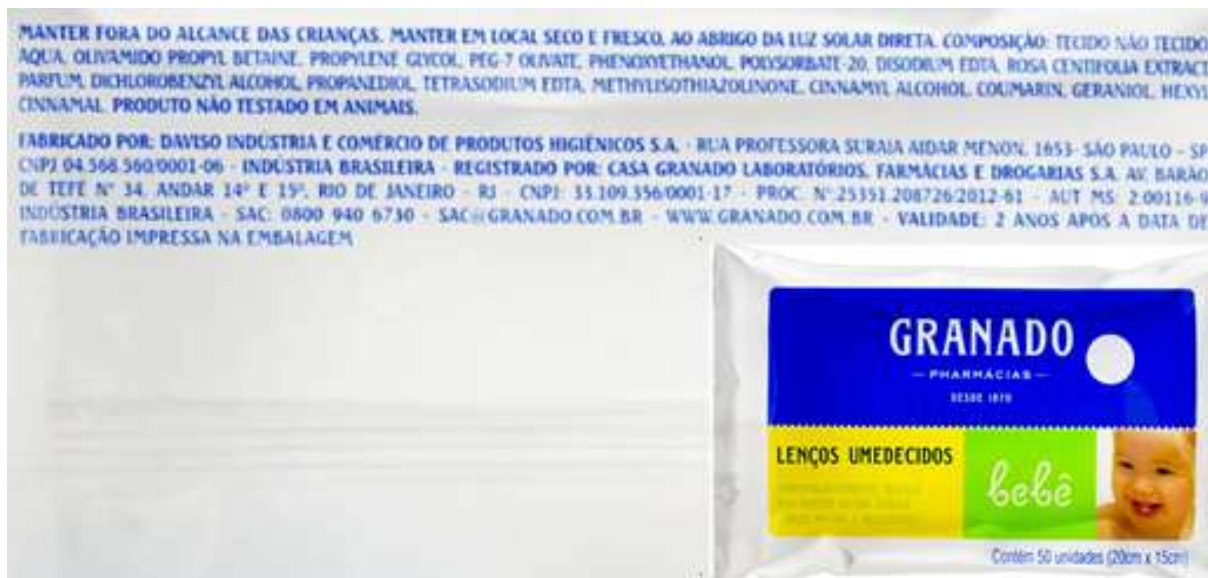 MANTER FORA DO ALCANCE DAS CRIANÇAS. MANTER EM LOCAL SECO E FRESCO, AO ABRIGO DA LUZ SOLAR DIRETA. COMPOSIÇÃO: TECIDO NÃO TECIDO
AQUA, OLIVAMIDO PROPYL BETAINE, PROPYLENE GLYCOL, PEG-7 OLIVATE, PHENOXYETHANOL, POLYSORBATE-20, DISODIUM EDTA, ROSA CENTIFOLIA EXTRACT
PARFUM, DICHLOROBENZYL ALCOHOL, PROPANEDIOL, TETRASODIUM EDTA, METHYLISOTHIAZOLINONE, CINNAMYL ALCOHOL, COUMARIN, GERANIOL, HEXYL
CINNAMAL. PRODUTO NÃO TESTADO EM ANIMAIS.
FABRICADO POR: DAVISO INDÚSTRIA E COMÉRCIO DE PRODUTOS HIGIÊNICOS S.A. - RUA PROFESSORA SURAIA AIDAR MENON, 1653- SÃO PAULO - SP
CNPJ 04.568.560/0001-06 - INDÚSTRIA BRASILEIRA - REGISTRADO POR: CASA GRANADO LABORATÓRIOS, FARMÁCIAS E DROGARIAS S.A. AV. BARÃO
DE TEFÉ Nº 34, ANDAR 14º E 15º, RIO DE JANEIRO - RJ - CNPJ: 33.109.356/0001-17 - PROC. Nº 25351.208726/2012-61 - AUT MS: 2.00116-9
INDÚSTRIA BRASILEIRA - SAC: 0800 940 6730 - SAC@GRANADO.COM.BR - WWW.GRANADO.COM.BR - VALIDADE: 2 ANOS APÓS A DATA DE
FABRICAÇÃO IMPRESSA NA EMBALAGEM
GRANADO
PHARMÁCIAS
DESDE 1870
LENÇOS UMEDECIDOS
bebê
Contém 50 unidades (20cm x 15cm)